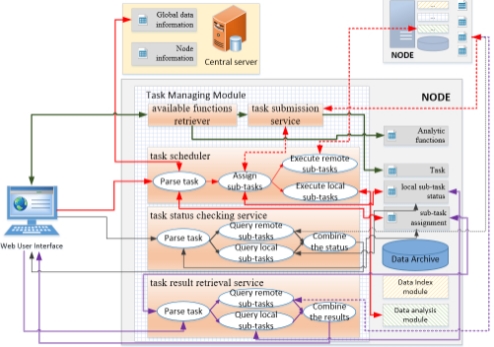 Global data
information
Node
information
Central server
NODE
Task Managing Module
NODE
available functions
retriever
task submission
service
Analytic
functions
task scheduler
Execute remote
sub-tasks
Parse task
Assign
sub-tasks
Execute local
sub-tasks
Task
local sub-task
status
sub-task
assignment
Web User Interface
task status checking service
Query remote
sub-tasks
Parse task
Query local
sub-tasks
Combine
the status
Data Archive
task result retrieval service
Query remote
sub-tasks
Parse task
Query local
sub-tasks
Combine
the results
Data Index
module
Data analysis
module